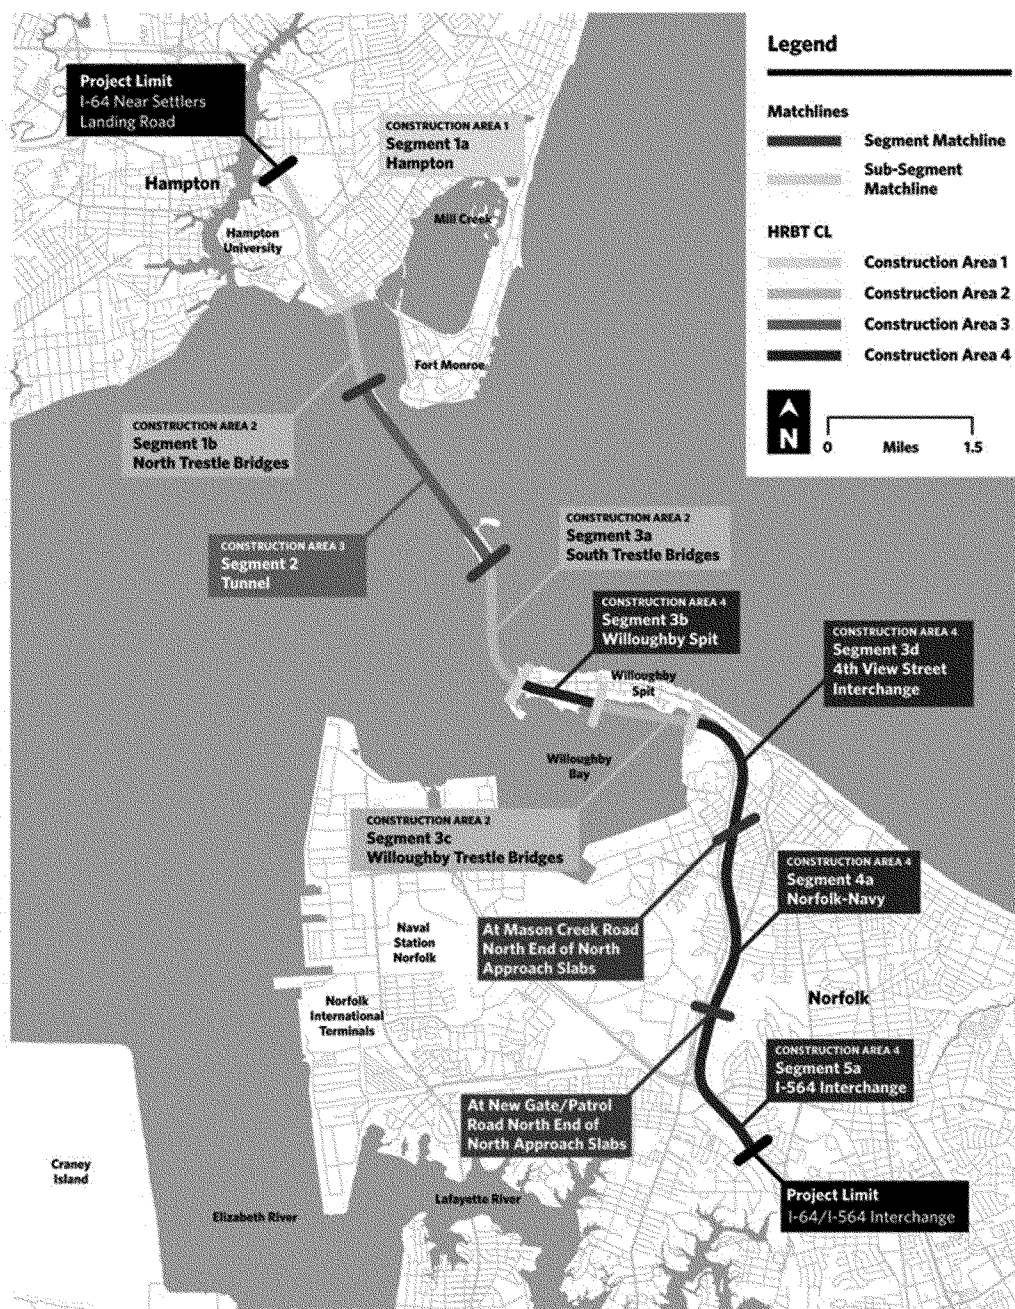 Legend
Matchlines
Segment Matchline
Sub-Segment
Matchline
HRBT CL
Construction Area 1
Construction Area 2
Construction Area 3
Construction Area 4
N
0
Miles
1.5
Project Limit
I-64 Near Settlers
Landing Road
CONSTRUCTION AREA 1
Segment 1a
Hampton
Hampton
Mill Creek
Hampton
University
Fort Monroe
CONSTRUCTION AREA 2
Segment 1b
North Trestle Bridges
CONSTRUCTION AREA 2
Segment 3a
South Trestle Bridges
CONSTRUCTION AREA 3
Segment 2
Tunnel
CONSTRUCTION AREA 4
Segment 3b
Willoughby Spit
CONSTRUCTION AREA 4
Segment 3d
4th View Street
Interchange
Willoughby
Spit
Willoughby
Bay
CONSTRUCTION AREA 2
Segment 3c
Willoughby Trestle Bridges
CONSTRUCTION AREA 4
Segment 4a
Norfolk-Navy
At Mason Creek Road
North End of North
Approach Slabs
Naval
Station
Norfolk
Norfolk
International
Terminals
Norfolk
CONSTRUCTION AREA 4
Segment 5a
I-564 Interchange
At New Gate/Patrol
Road North End of
North Approach Slabs
Craney
Island
Lafayette River
Elizabeth River
Project Limit
I-64/I-564 Interchange